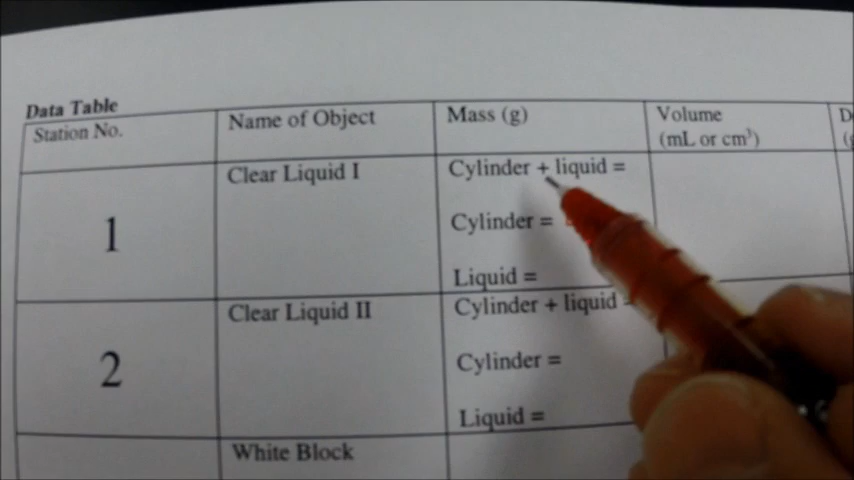 Data Table
Station No.
Name of Object
Mass (g)
Volume
(mL or cm³)
D
(
1
Clear Liquid I
Cylinder + liquid =
Cylinder =
Liquid =
2
Clear Liquid II
Cylinder + liquid =
Cylinder =
Liquid =
White Block